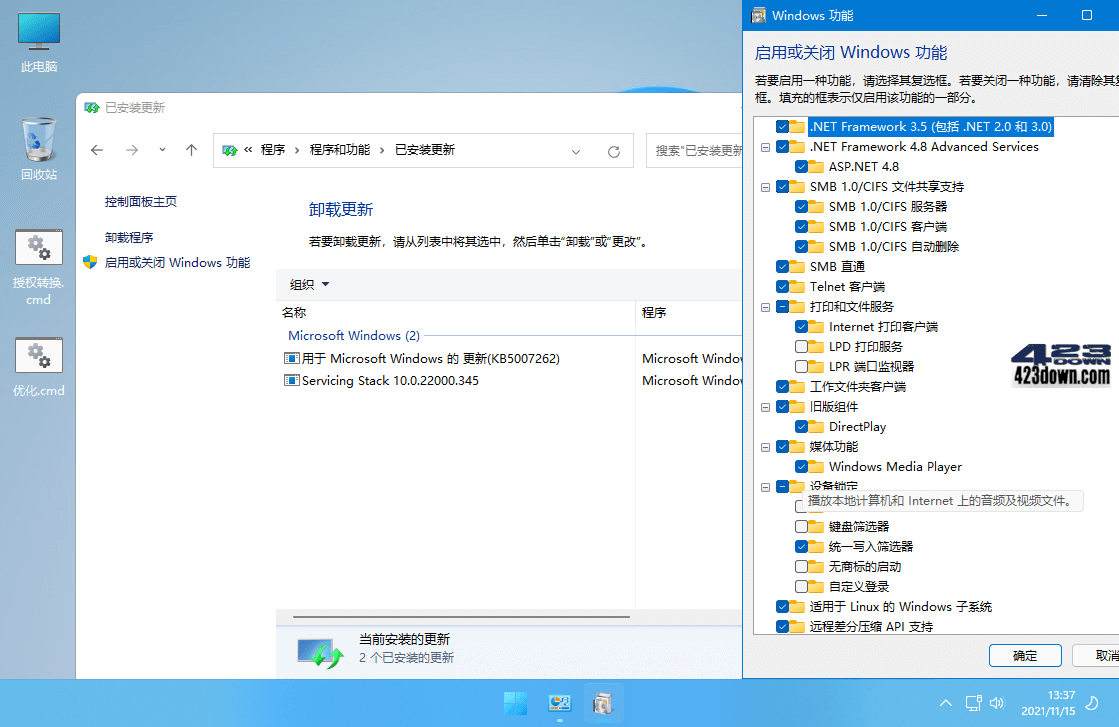 此电脑
回收站
授权转换.
cmd
优化.cmd
已安装更新
« 程序 › 程序和功能 › 已安装更新
搜索"已安装更新
控制面板主页
卸载程序
启用或关闭 Windows 功能
卸载更新
若要卸载更新，请从列表中将其选中，然后单击“卸载”或“更改”。
组织
名称 程序
Microsoft Windows (2)
用于 Microsoft Windows 的 更新(KB5007262) Microsoft Window
Servicing Stack 10.0.22000.345 Microsoft Window
当前安装的更新
2 个已安装的更新
Windows 功能
启用或关闭 Windows 功能
若要启用一种功能，请选择其复选框。若要关闭一种功能，请清除其复
框。填充的框表示仅启用该功能的一部分。
.NET Framework 3.5 (包括 .NET 2.0 和 3.0)
.NET Framework 4.8 Advanced Services
ASP.NET 4.8
SMB 1.0/CIFS 文件共享支持
SMB 1.0/CIFS 服务器
SMB 1.0/CIFS 客户端
SMB 1.0/CIFS 自动删除
SMB 直通
Telnet 客户端
打印和文件服务
Internet 打印客户端
LPD 打印服务
LPR 端口监视器
工作文件夹客户端
旧版组件
DirectPlay
媒体功能
Windows Media Player
设备锁定
播放本地计算机和 Internet 上的音频及视频文件。
键盘筛选器
统一写入筛选器
无商标的启动
自定义登录
适用于 Linux 的 Windows 子系统
远程差分压缩 API 支持
确定
取消
423
DOWN
423down.com
13:37
2021/11/15